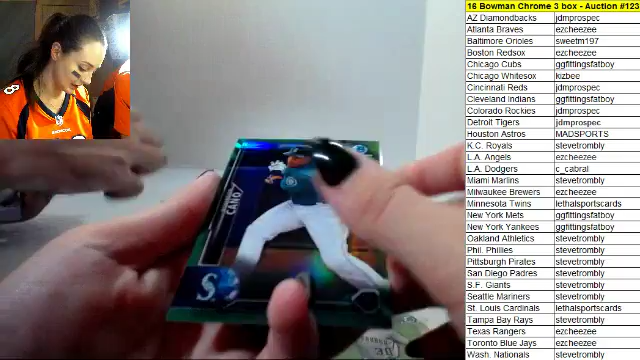 16 Bowman Chrome 3 box - Auction #123
AZ Diamondbacks jdmprospec
Atlanta Braves ezcheezee
Baltimore Orioles sweetm197
Boston Redsox ezcheezee
Chicago Cubs ggfittingsfatboy
Chicago Whitesox kizbee
Cincinnati Reds jdmprospec
Cleveland Indians ggfittingsfatboy
Colorado Rockies jdmprospec
Detroit Tigers jdmprospec
Houston Astros MADSPORTS
K.C. Royals stevetrombly
L.A. Angels ezcheezee
L.A. Dodgers c_cabral
Miami Marlins stevetrombly
Milwaukee Brewers ezcheezee
Minnesota Twins lethalsportscards
New York Mets ggfittingsfatboy
New York Yankees ggfittingsfatboy
Oakland Athletics stevetrombly
Phil. Phillies stevetrombly
Pittsburgh Pirates stevetrombly
San Diego Padres stevetrombly
S.F. Giants stevetrombly
Seattle Mariners stevetrombly
St. Louis Cardinals lethalsportscards
Tampa Bay Rays stevetrombly
Texas Rangers ezcheezee
Toronto Blue Jays ezcheezee
Wash. Nationals stevetrombly
CANO
S
8